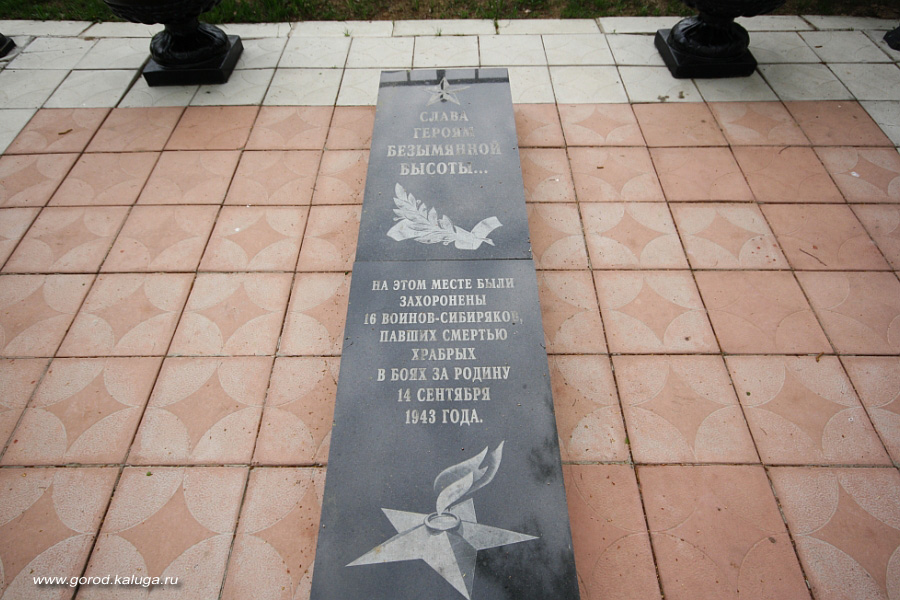 СЛАВА
ГЕРОЯМ
БЕЗЫМЯННОЙ
ВЫСОТЫ...
НА ЭТОМ МЕСТЕ БЫЛИ
ЗАХОРОНЕНЫ
16 ВОИНОВ-СИБИРЯКОВ,
ПАВШИХ СМЕРТЬЮ
ХРАБРЫХ
В БОЯХ ЗА РОДИНУ
14 СЕНТЯБРЯ
1943 ГОДА.
www.gorod.kaluga.ru